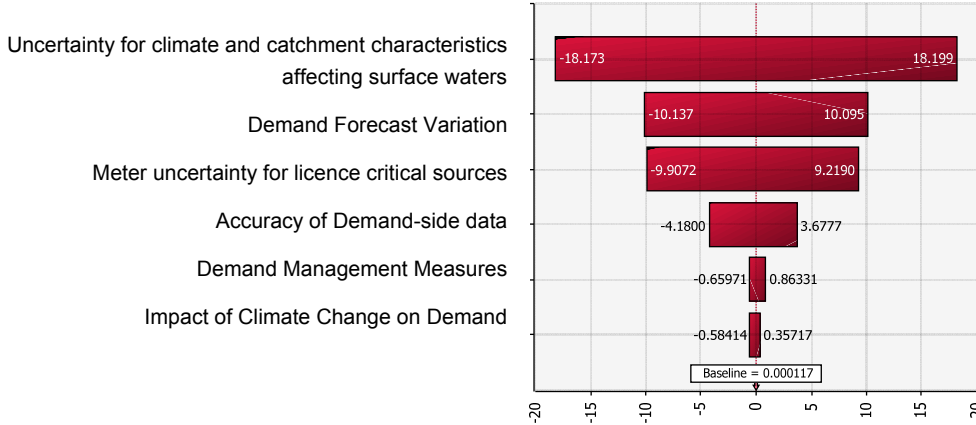 Uncertainty for climate and catchment characteristics
affecting surface waters
-18.173 18.199
Demand Forecast Variation
-10.137 10.095
Meter uncertainty for licence critical sources
-9.9072 9.2190
Accuracy of Demand-side data
-4.1800 3.6777
Demand Management Measures
-0.65971 0.86331
Impact of Climate Change on Demand
-0.58414 0.35717
Baseline = 0.000117
-20 -15 -10 -5 0 5 10 15 20